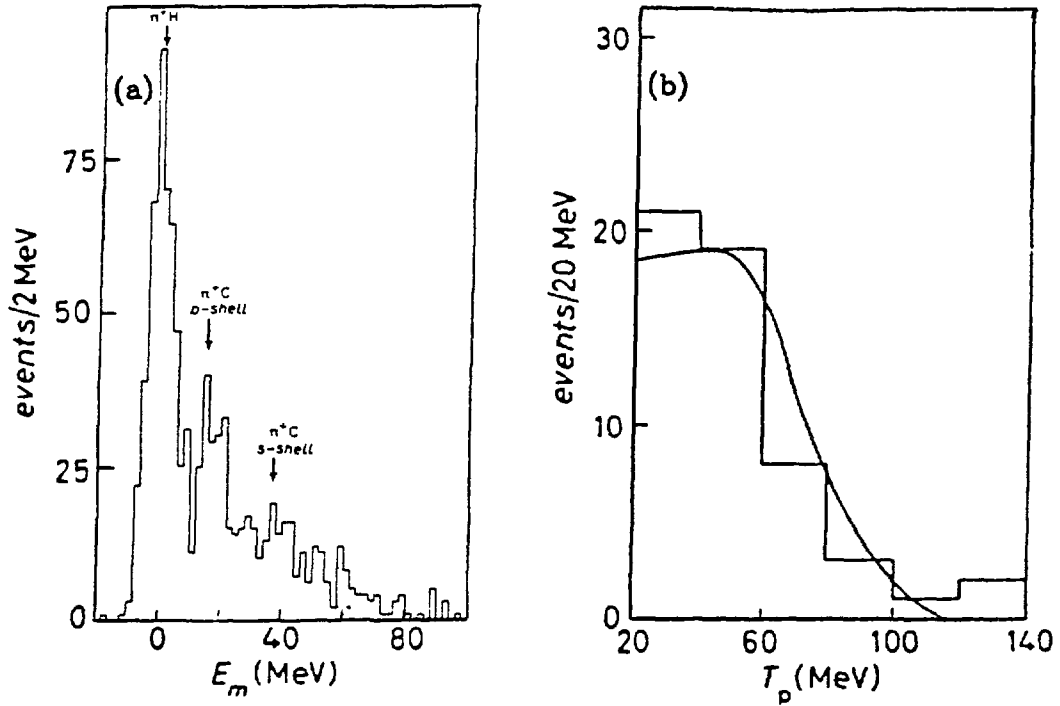 π⁺H
(a)
75
50
25
0
events/2 MeV
π⁺C
p-shell
π⁺C
s-shell
0 40 80
E_m (MeV)
30
(b)
20
10
0
events/20 MeV
20 60 100 140
T_p (MeV)